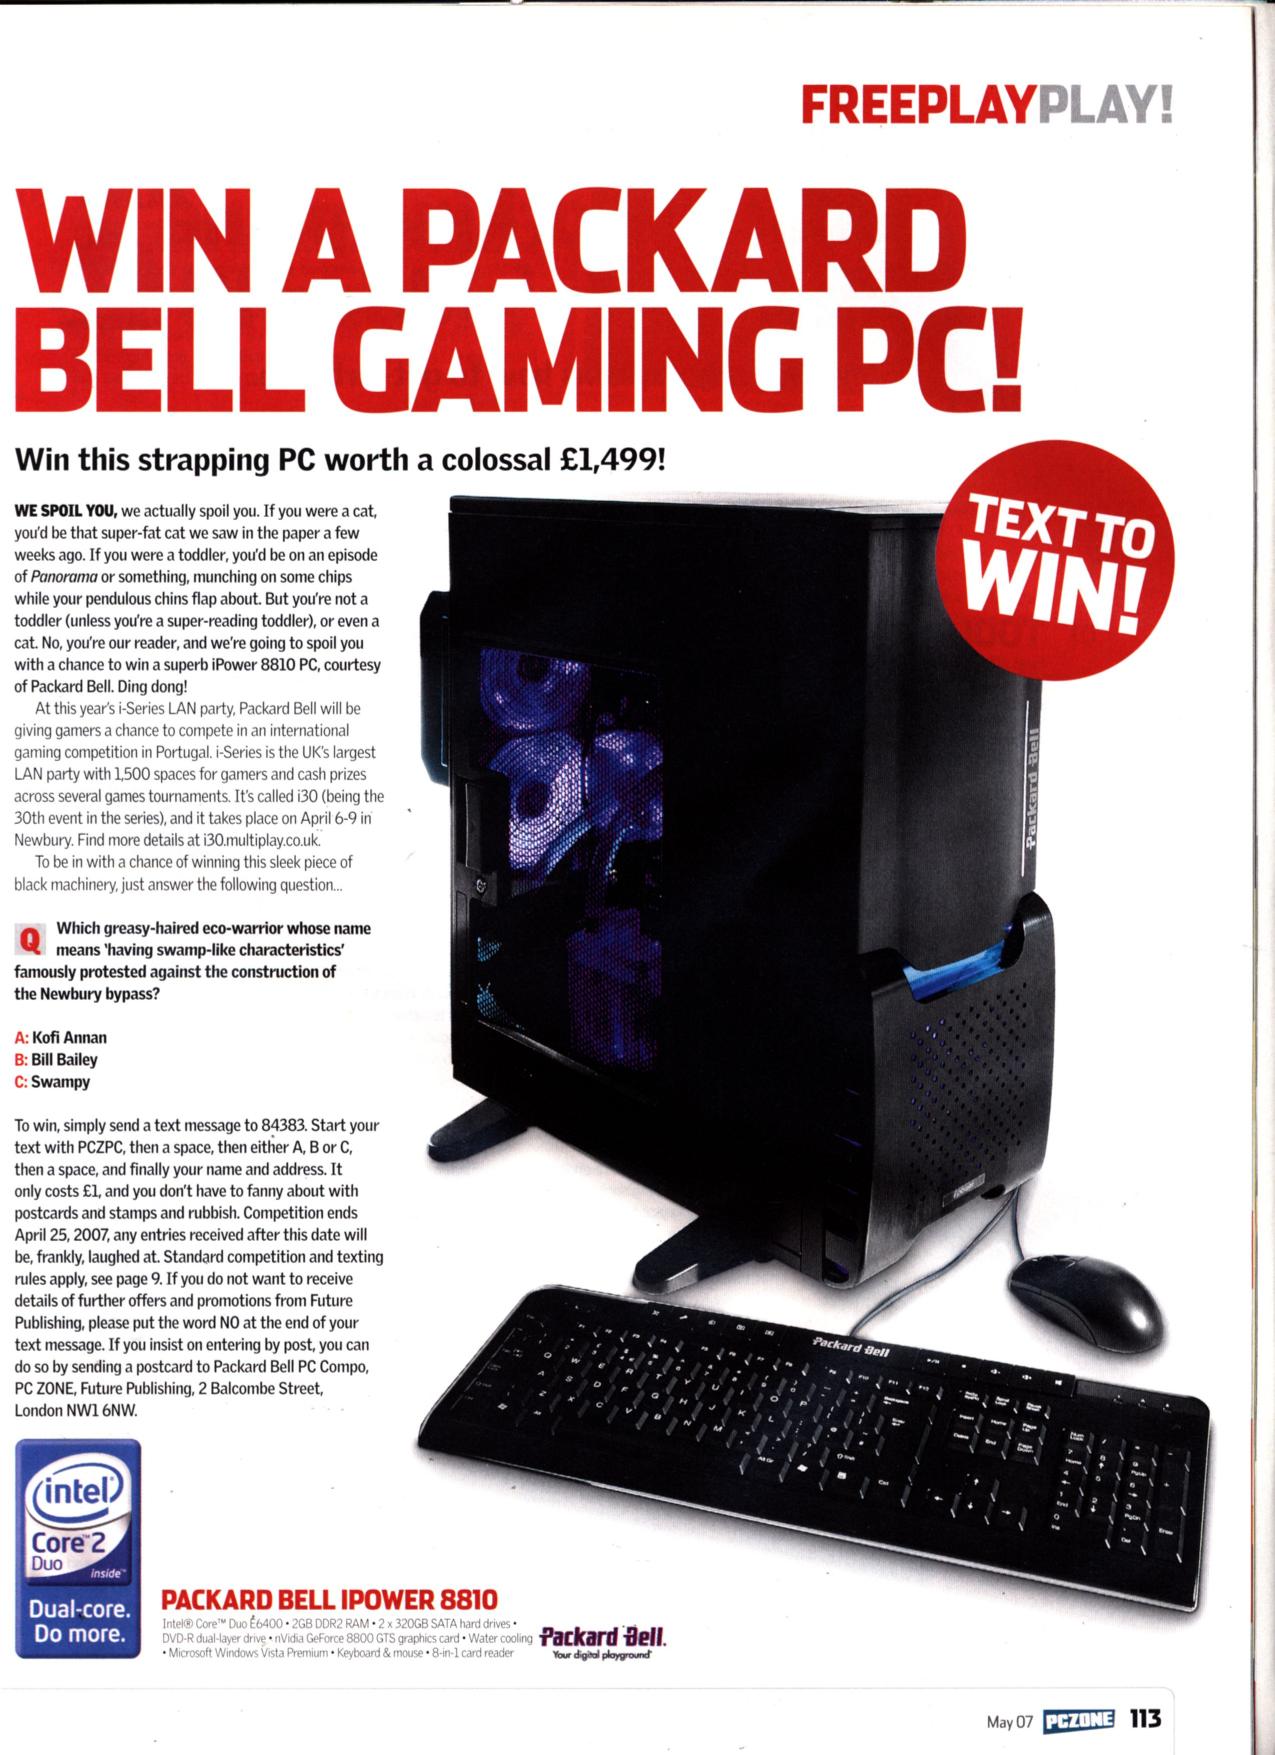 FREEPLAYPLAY!
WIN A PACKARD
BELL GAMING PC!
Win this strapping PC worth a colossal £1,499!
TEXT TO
WIN!
WE SPOIL YOU, we actually spoil you. If you were a cat,
you'd be that super-fat cat we saw in the paper a few
weeks ago. If you were a toddler, you'd be on an episode
of Panorama or something, munching on some chips
while your pendulous chins flap about. But you're not a
toddler (unless you're a super-reading toddler), or even a
cat. No, you're our reader, and we're going to spoil you
with a chance to win a superb iPower 8810 PC, courtesy
of Packard Bell. Ding dong!
At this year's i-Series LAN party, Packard Bell will be
giving gamers a chance to compete in an international
gaming competition in Portugal. i-Series is the UK's largest
LAN party with 1,500 spaces for gamers and cash prizes
across several games tournaments. It's called i30 (being the
30th event in the series), and it takes place on April 6-9 in
Newbury. Find more details at i30.multiplay.co.uk.
To be in with a chance of winning this sleek piece of
black machinery, just answer the following question...
Q Which greasy-haired eco-warrior whose name
means 'having swamp-like characteristics'
famously protested against the construction of
the Newbury bypass?
A: Kofi Annan
B: Bill Bailey
C: Swampy
To win, simply send a text message to 84383. Start your
text with PCZPC, then a space, then either A, B or C,
then a space, and finally your name and address. It
only costs £1, and you don't have to fanny about with
postcards and stamps and rubbish. Competition ends
April 25, 2007, any entries received after this date will
be, frankly, laughed at. Standard competition and texting
rules apply, see page 9. If you do not want to receive
details of further offers and promotions from Future
Publishing, please put the word NO at the end of your
text message. If you insist on entering by post, you can
do so by sending a postcard to Packard Bell PC Compo,
PC ZONE, Future Publishing, 2 Balcombe Street,
London NW1 6NW.
Packard Bell
Packard Bell
intel
Core™2
Duo
inside™
Dual-core.
Do more.
PACKARD BELL IPOWER 8810
Intel® Core™ Duo E6400 • 2GB DDR2 RAM • 2 x 320GB SATA hard drives •
DVD-R dual-layer drive • nVidia GeForce 8800 GTS graphics card • Water cooling
• Microsoft Windows Vista Premium • Keyboard & mouse • 8-in-1 card reader
Packard Bell.
Your digital playground
May 07 PCZONE 113